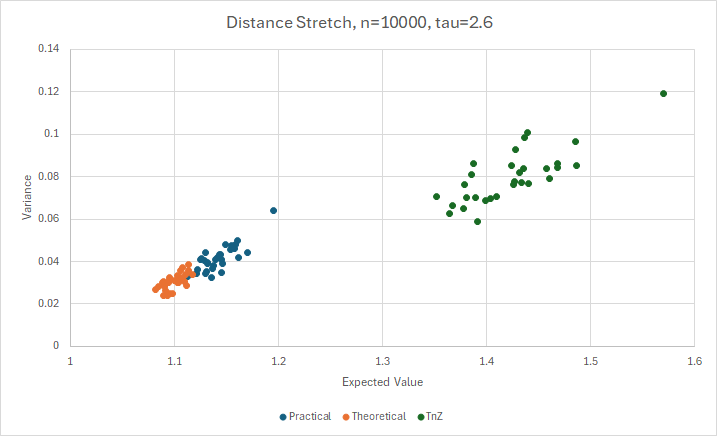 Distance Stretch, n=10000, tau=2.6
0.14
0.12
0.1
0.08
0.06
0.04
0.02
0
Variance
1 1.1 1.2 1.3 1.4 1.5 1.6
Expected Value
Practical Theoretical TnZ